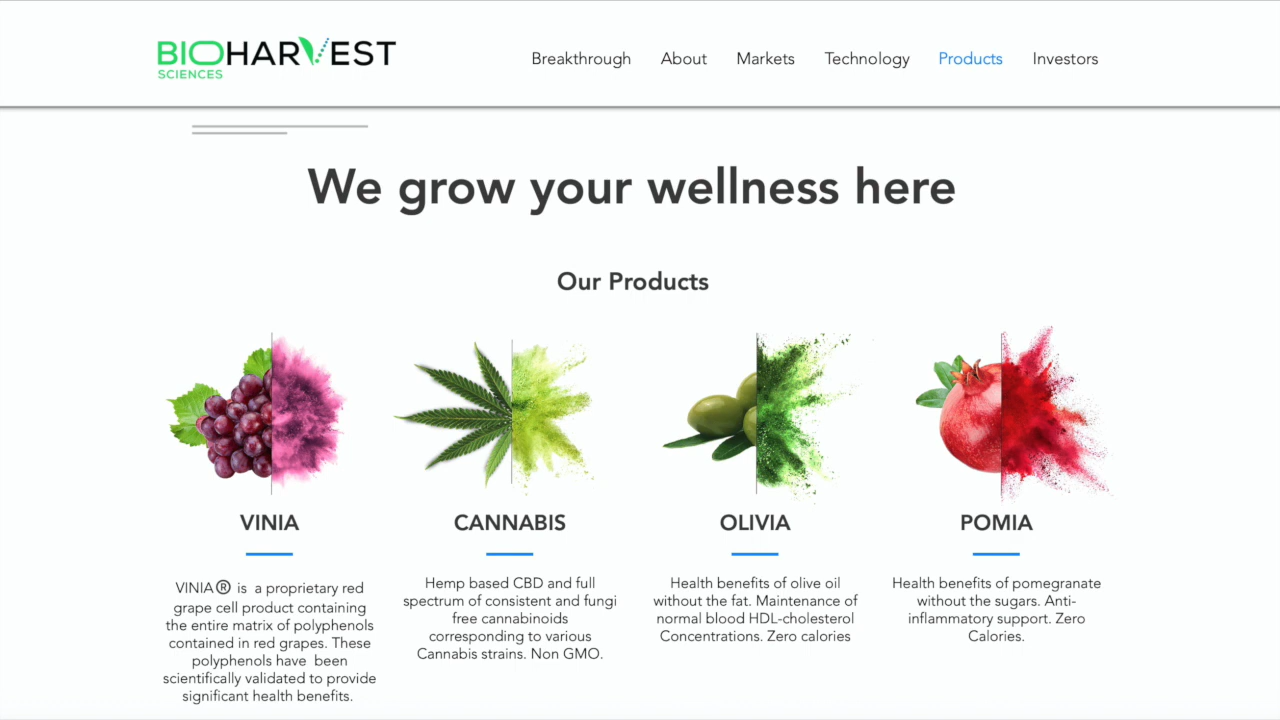 BIOHARVEST
SCIENCES
Breakthrough About Markets Technology Products Investors
We grow your wellness here
Our Products
VINIA
VINIA® is a proprietary red
grape cell product containing
the entire matrix of polyphenols
contained in red grapes. These
polyphenols have been
scientifically validated to provide
significant health benefits.
CANNABIS
Hemp based CBD and full
spectrum of consistent and fungi
free cannabinoids
corresponding to various
Cannabis strains. Non GMO.
OLIVIA
Health benefits of olive oil
without the fat. Maintenance of
normal blood HDL-cholesterol
Concentrations. Zero calories
POMIA
Health benefits of pomegranate
without the sugars. Anti-
inflammatory support. Zero
Calories.